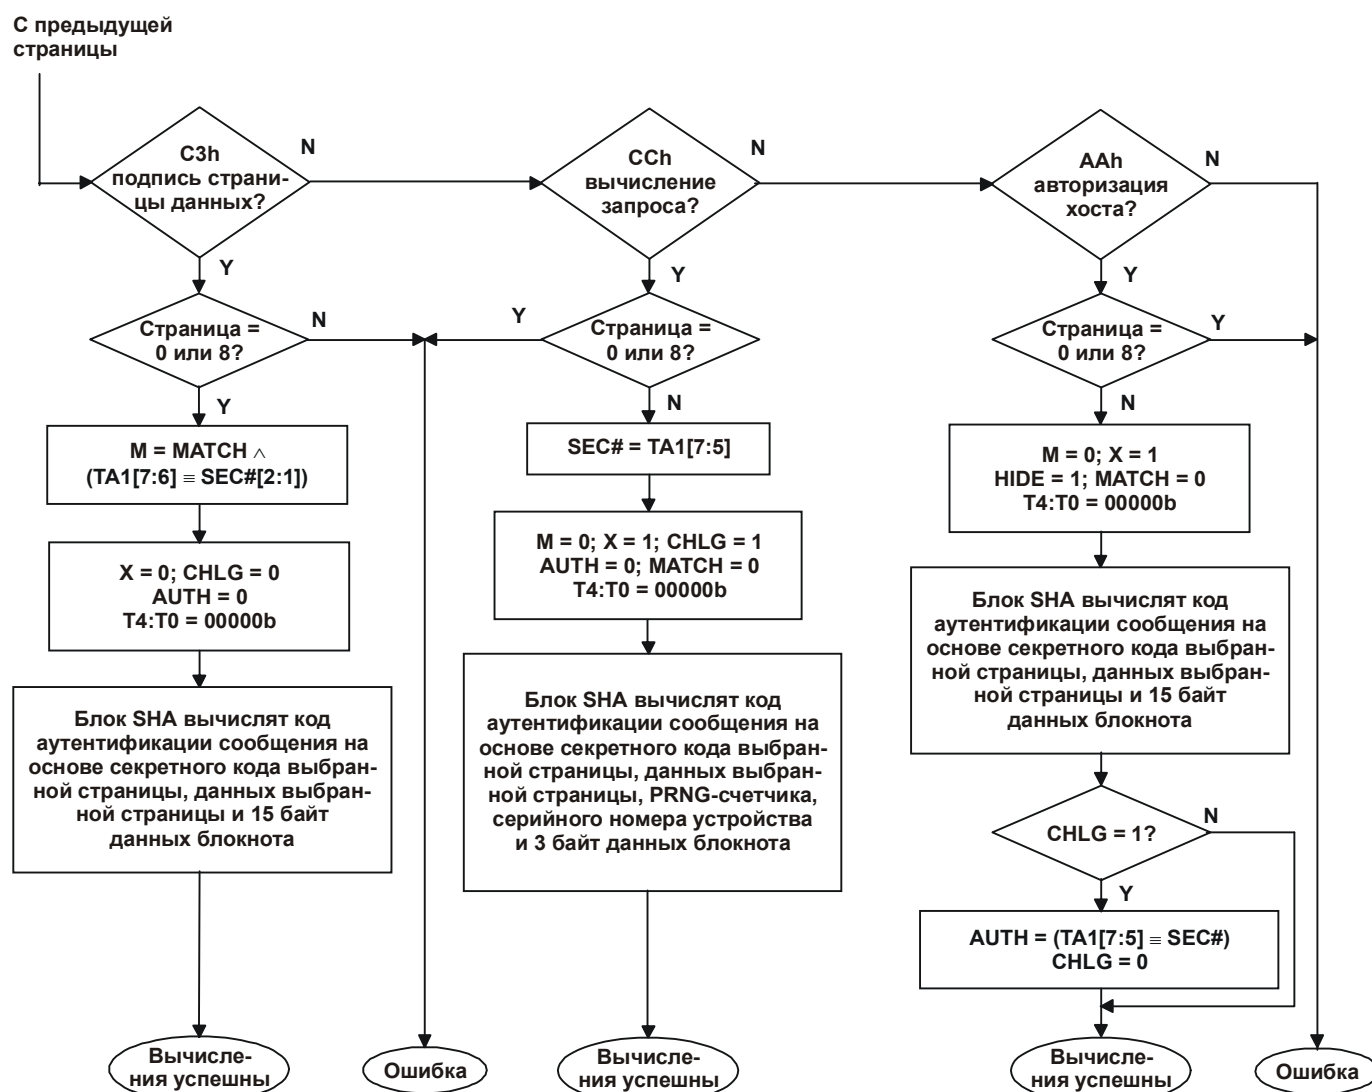 С предыдущей
страницы
C3h
подпись страни-
цы данных?
N
Y
CCh
вычисление
запроса?
N
Y
AAh
авторизация
хоста?
N
Y
Страница =
0 или 8?
N
Y
Страница =
0 или 8?
Y
N
Страница =
0 или 8?
Y
N
M = MATCH ∧
(TA1[7:6] ≡ SEC#[2:1])
X = 0; CHLG = 0
AUTH = 0
T4:T0 = 00000b
Блок SHA вычислят код
аутентификации сообщения на
основе секретного кода выбран-
ной страницы, данных выбран-
ной страницы и 15 байт
данных блокнота
Вычисле-
ния успешны
Ошибка
SEC# = TA1[7:5]
M = 0; X = 1; CHLG = 1
AUTH = 0; MATCH = 0
T4:T0 = 00000b
Блок SHA вычислят код
аутентификации сообщения на
основе секретного кода выбран-
ной страницы, данных выбран-
ной страницы, PRNG-счетчика,
серийного номера устройства
и 3 байт данных блокнота
Вычисле-
ния успешны
M = 0; X = 1
HIDE = 1; MATCH = 0
T4:T0 = 00000b
Блок SHA вычислят код
аутентификации сообщения на
основе секретного кода выбран-
ной страницы, данных выбран-
ной страницы и 15 байт
данных блокнота
CHLG = 1?
N
Y
AUTH = (TA1[7:5] ≡ SEC#)
CHLG = 0
Вычисле-
ния успешны
Ошибка